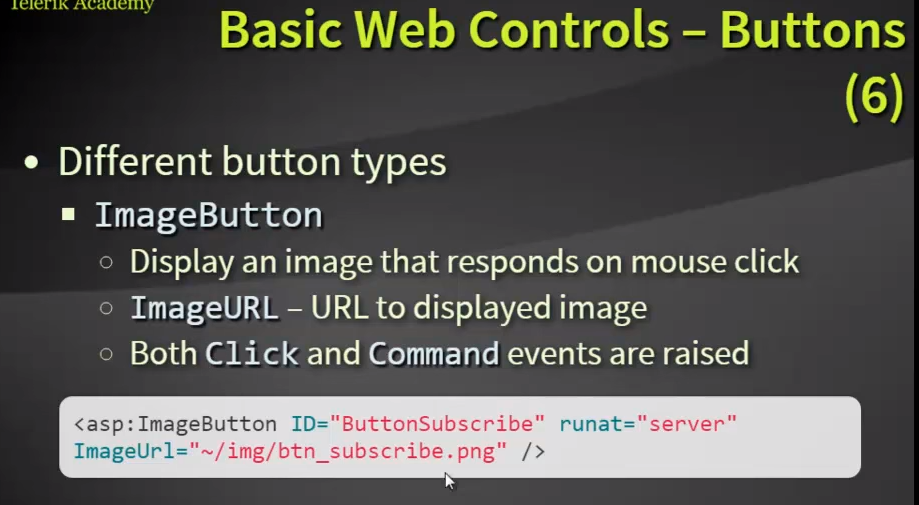 Telerik Academy
Basic Web Controls – Buttons
(6)
• Different button types
▪ ImageButton
○ Display an image that responds on mouse click
○ ImageURL – URL to displayed image
○ Both Click and Command events are raised
<asp:ImageButton ID="ButtonSubscribe" runat="server"
ImageUrl="~/img/btn_subscribe.png" />